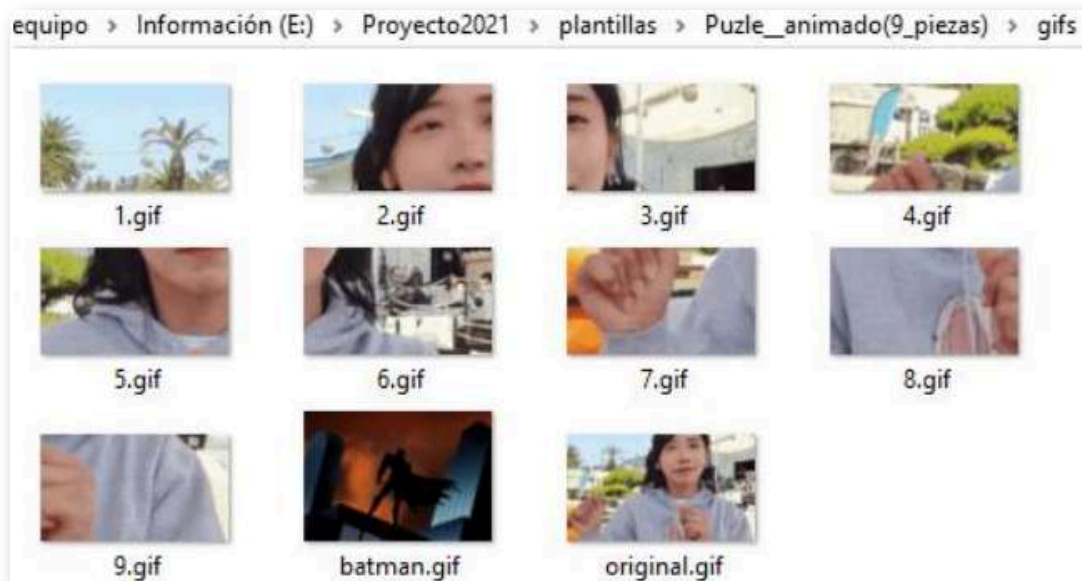 equipo > Información (E:) > Proyecto2021 > plantillas > Puzle__animado(9_piezas) > gifs
1.gif 2.gif 3.gif 4.gif
5.gif 6.gif 7.gif 8.gif
9.gif batman.gif original.gif